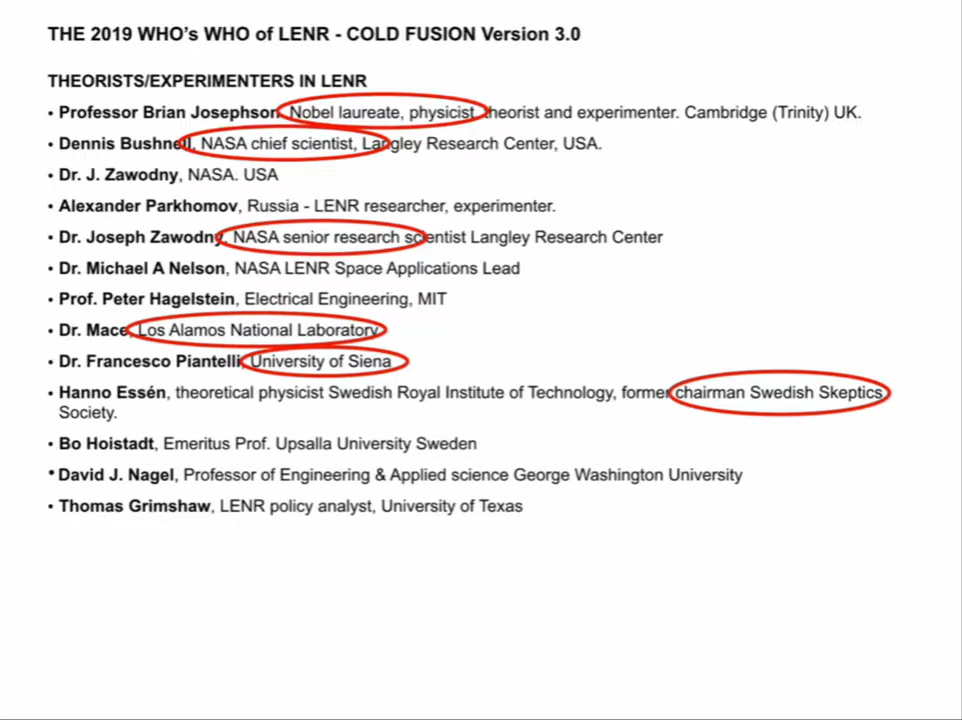 THE 2019 WHO's WHO of LENR - COLD FUSION Version 3.0
THEORISTS/EXPERIMENTERS IN LENR
• Professor Brian Josephson, Nobel laureate, physicist, theorist and experimenter. Cambridge (Trinity) UK.
• Dennis Bushnell, NASA chief scientist, Langley Research Center, USA.
• Dr. J. Zawodny, NASA. USA
• Alexander Parkhomov, Russia - LENR researcher, experimenter.
• Dr. Joseph Zawodny, NASA senior research scientist Langley Research Center
• Dr. Michael A Nelson, NASA LENR Space Applications Lead
• Prof. Peter Hagelstein, Electrical Engineering, MIT
• Dr. Mace, Los Alamos National Laboratory
• Dr. Francesco Piantelli, University of Siena
• Hanno Essén, theoretical physicist Swedish Royal Institute of Technology, former chairman Swedish Skeptics
Society.
• Bo Hoistadt, Emeritus Prof. Upsalla University Sweden
• David J. Nagel, Professor of Engineering & Applied science George Washington University
• Thomas Grimshaw, LENR policy analyst, University of Texas